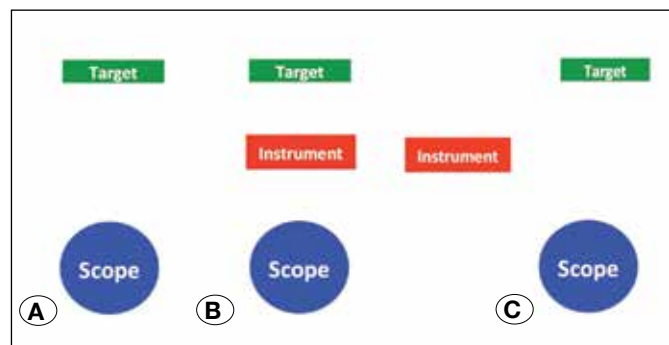 Target Target Target
Instrument Instrument
Scope Scope Scope
A B C